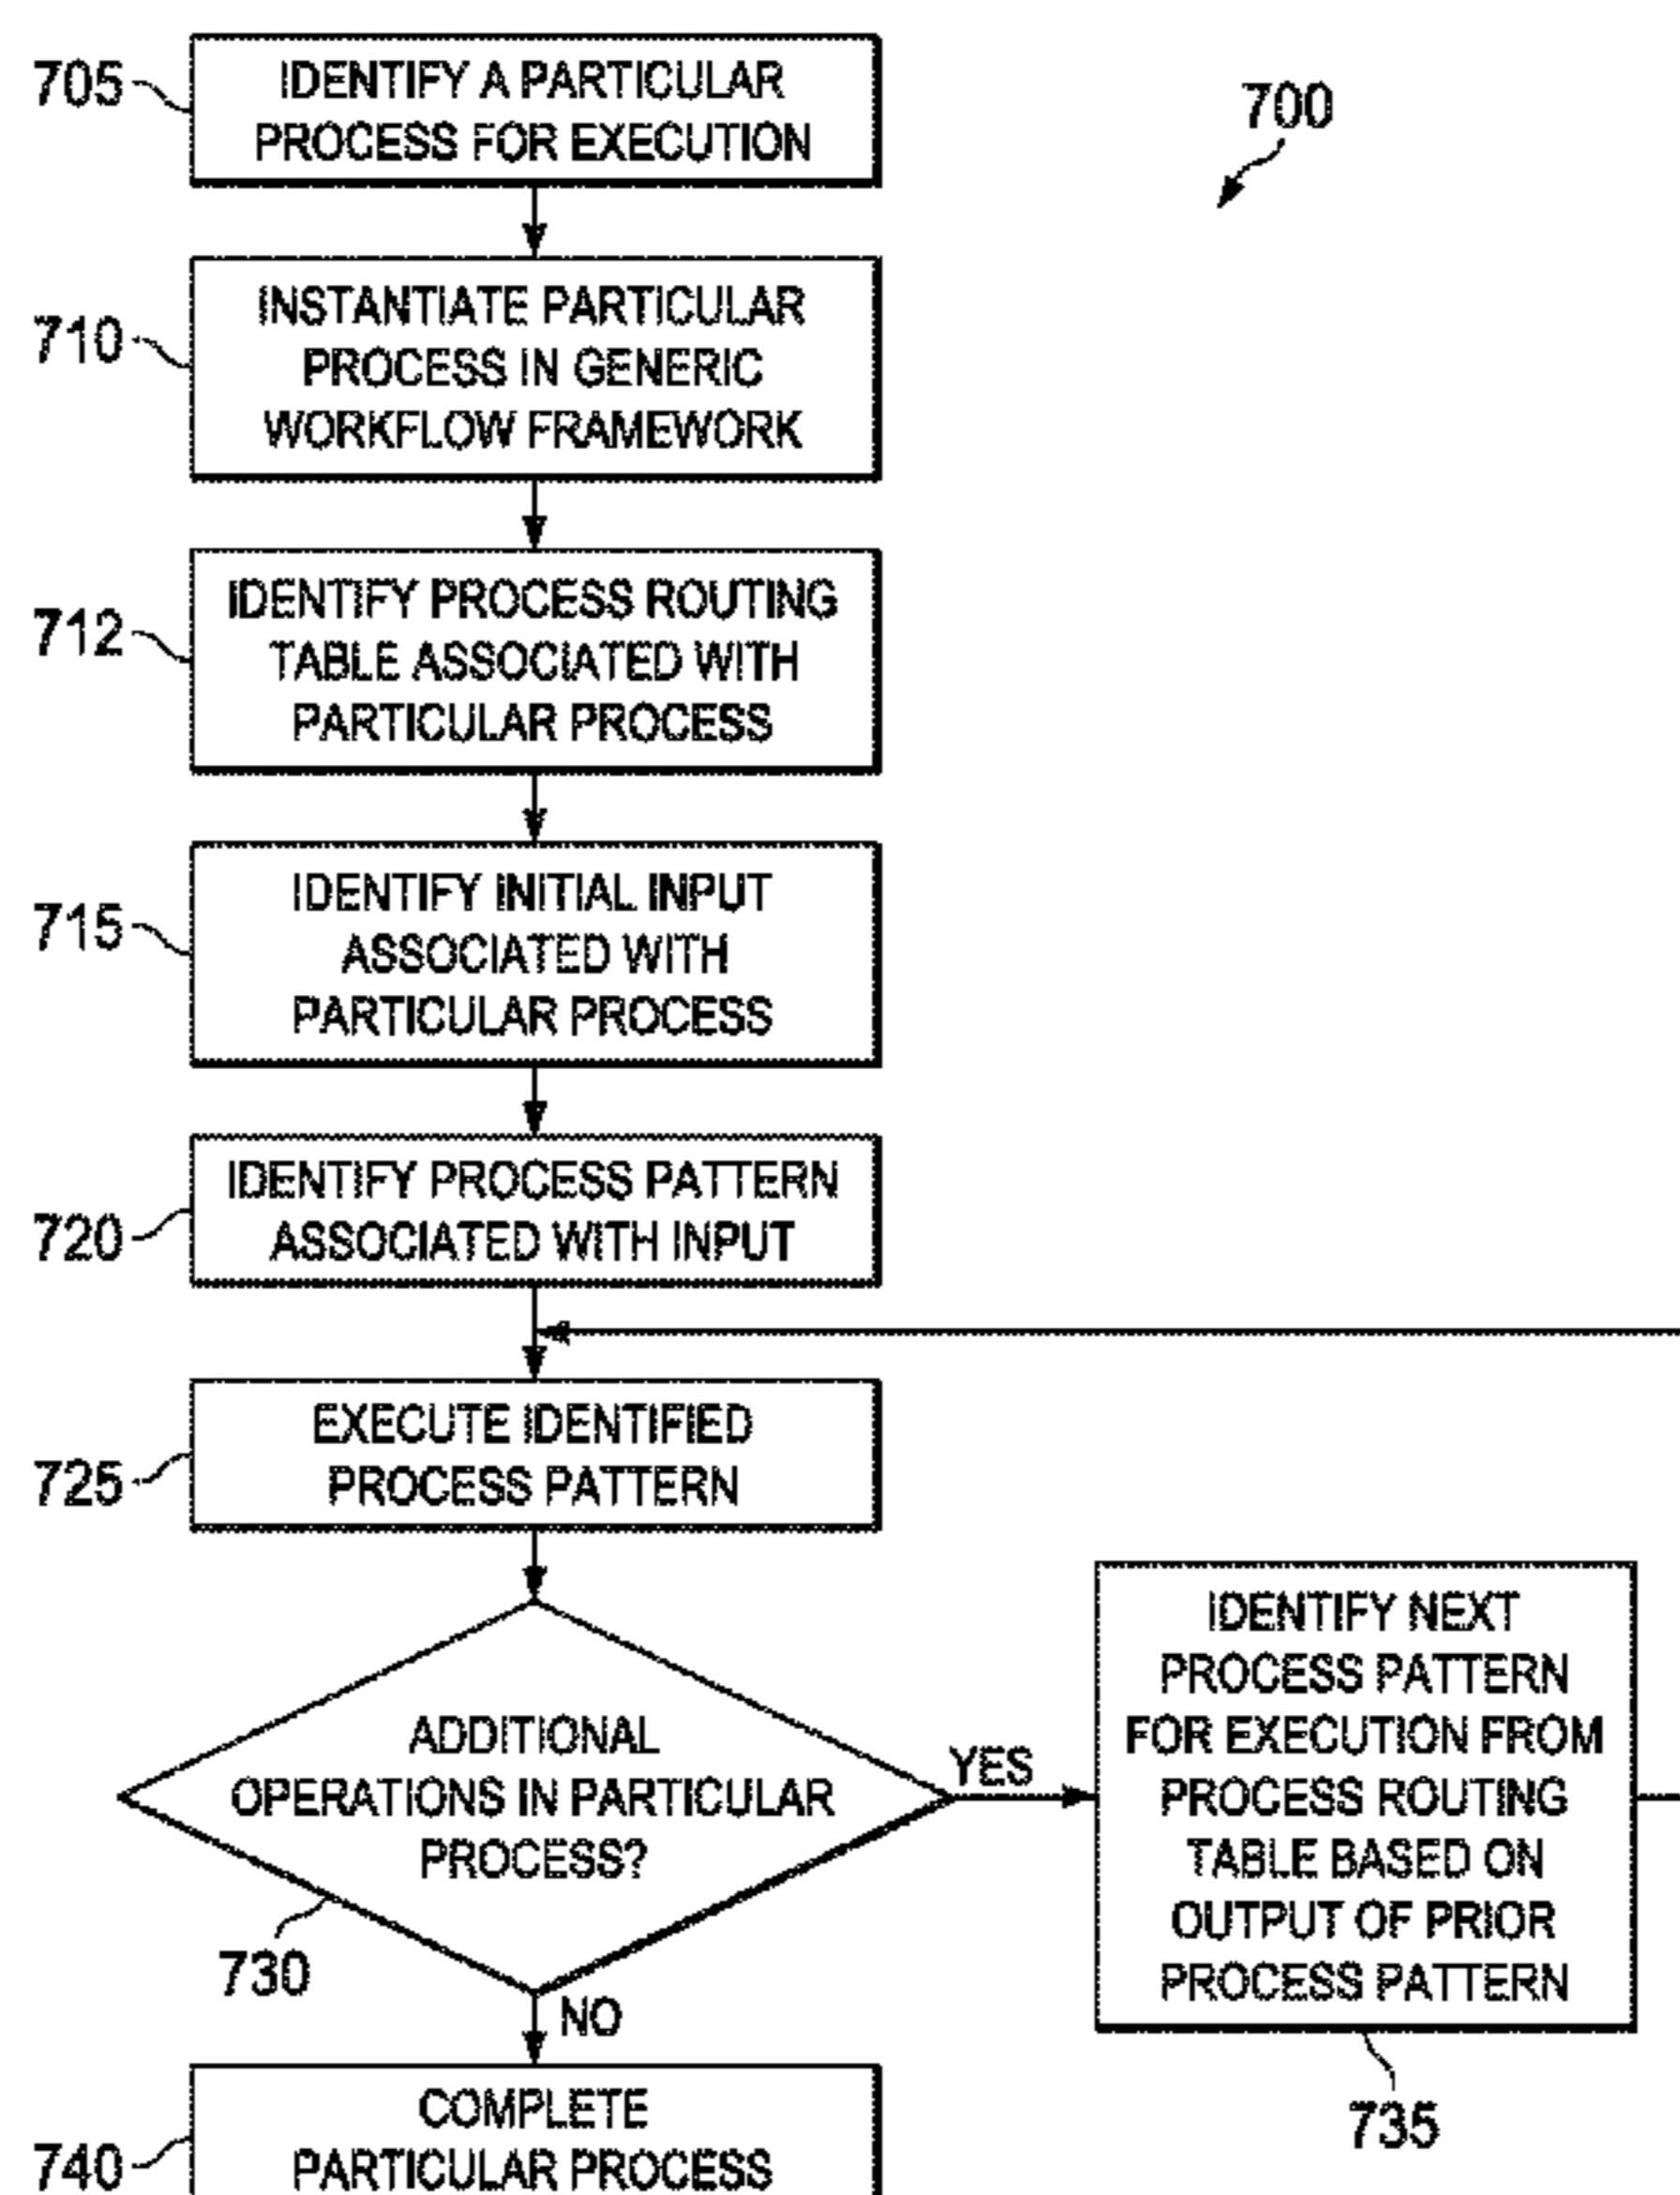 705
IDENTIFY A PARTICULAR
PROCESS FOR EXECUTION
700
710
INSTANTIATE PARTICULAR
PROCESS IN GENERIC
WORKFLOW FRAMEWORK
712
IDENTIFY PROCESS ROUTING
TABLE ASSOCIATED WITH
PARTICULAR PROCESS
715
IDENTIFY INITIAL INPUT
ASSOCIATED WITH
PARTICULAR PROCESS
720
IDENTIFY PROCESS PATTERN
ASSOCIATED WITH INPUT
725
EXECUTE IDENTIFIED
PROCESS PATTERN
ADDITIONAL
OPERATIONS IN PARTICULAR
PROCESS?
730
YES
IDENTIFY NEXT
PROCESS PATTERN
FOR EXECUTION FROM
PROCESS ROUTING
TABLE BASED ON
OUTPUT OF PRIOR
PROCESS PATTERN
735
NO
740
COMPLETE
PARTICULAR PROCESS